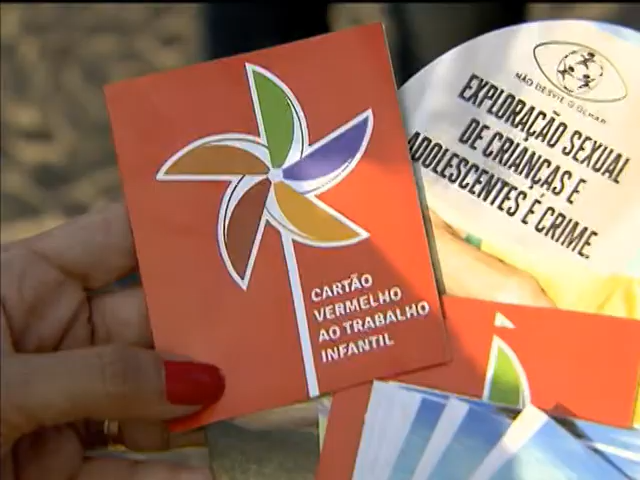 NÃO DESVIE O OLHAR
EXPLORAÇÃO SEXUAL
DE CRIANÇAS E
ADOLESCENTES É CRIME
CARTÃO
VERMELHO
AO TRABALHO
INFANTIL